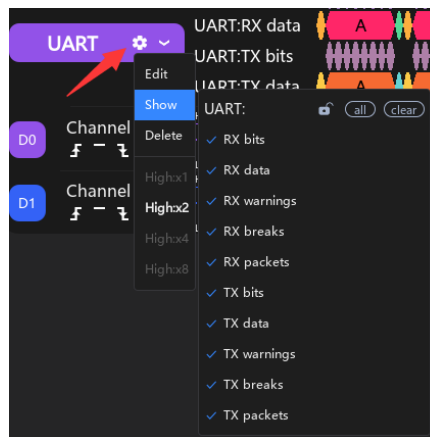 UART
UART:RX data
A
UART:TX bits
UART:TX data
A
Edit
Show
Delete
High:x1
High:x2
High:x4
High:x8
UART:
all
clear
RX bits
RX data
RX warnings
RX breaks
RX packets
TX bits
TX data
TX warnings
TX breaks
TX packets
D0
Channel
D1
Channel